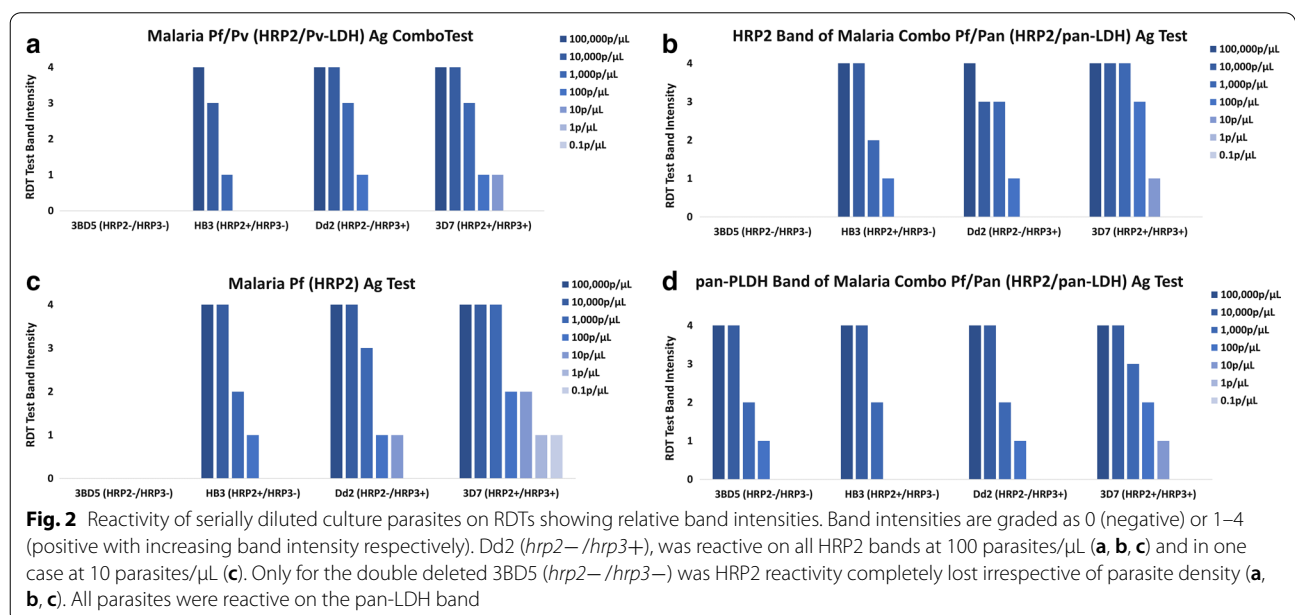 a
Malaria Pf/Pv (HRP2/Pv-LDH) Ag ComboTest
RDT Test Band Intensity
4
3
2
1
0
3BD5 (HRP2-/HRP3-) HB3 (HRP2+/HRP3-) Dd2 (HRP2-/HRP3+) 3D7 (HRP2+/HRP3+)
100,000p/μL
10,000p/μL
1,000p/μL
100p/μL
10p/μL
1p/μL
0.1p/μL
b
HRP2 Band of Malaria Combo Pf/Pan (HRP2/pan-LDH) Ag Test
RDT Test Band Intensity
4
3
2
1
0
3BD5 (HRP2-/HRP3-) HB3 (HRP2+/HRP3-) Dd2 (HRP2-/HRP3+) 3D7 (HRP2+/HRP3+)
100,000p/μL
10,000p/μL
1,000p/μL
100p/μL
10p/μL
1p/μL
0.1p/μL
c
Malaria Pf (HRP2) Ag Test
RDT Test Band Intensity
4
3
2
1
0
3BD5 (HRP2-/HRP3-) HB3 (HRP2+/HRP3-) Dd2 (HRP2-/HRP3+) 3D7 (HRP2+/HRP3+)
100,000p/μL
10,000p/μL
1,000p/μL
100p/μL
10p/μL
1p/μL
0.1p/μL
d
pan-PLDH Band of Malaria Combo Pf/Pan (HRP2/pan-LDH) Ag Test
RDT Test Band Intensity
4
3
2
1
0
3BD5 (HRP2-/HRP3-) HB3 (HRP2+/HRP3-) Dd2 (HRP2-/HRP3+) 3D7 (HRP2+/HRP3+)
100,000p/μL
10,000p/μL
1,000p/μL
100p/μL
10p/μL
1p/μL
0.1p/μL
Fig. 2 Reactivity of serially diluted culture parasites on RDTs showing relative band intensities. Band intensities are graded as 0 (negative) or 1–4
(positive with increasing band intensity respectively). Dd2 (hrp2−/hrp3+), was reactive on all HRP2 bands at 100 parasites/μL (a, b, c) and in one
case at 10 parasites/μL (c). Only for the double deleted 3BD5 (hrp2−/hrp3−) was HRP2 reactivity completely lost irrespective of parasite density (a,
b, c). All parasites were reactive on the pan-LDH band